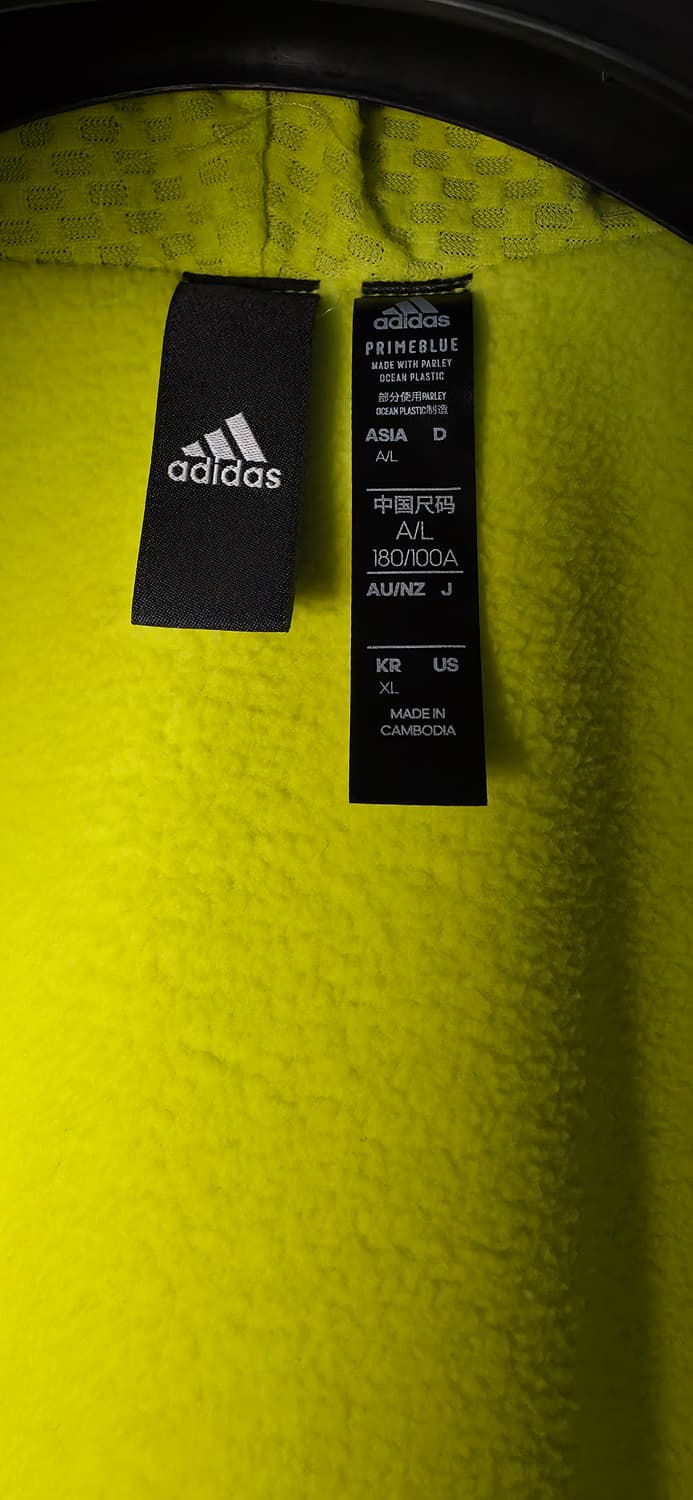 adidas
adidas
PRIMEBLUE
MADE WITH PARLEY
OCEAN PLASTIC
部分使用PARLEY
OCEAN PLASTIC制造
ASIA D
A/L
中国尺码
A/L
180/100A
AU/NZ J
KR US
XL
MADE IN
CAMBODIA